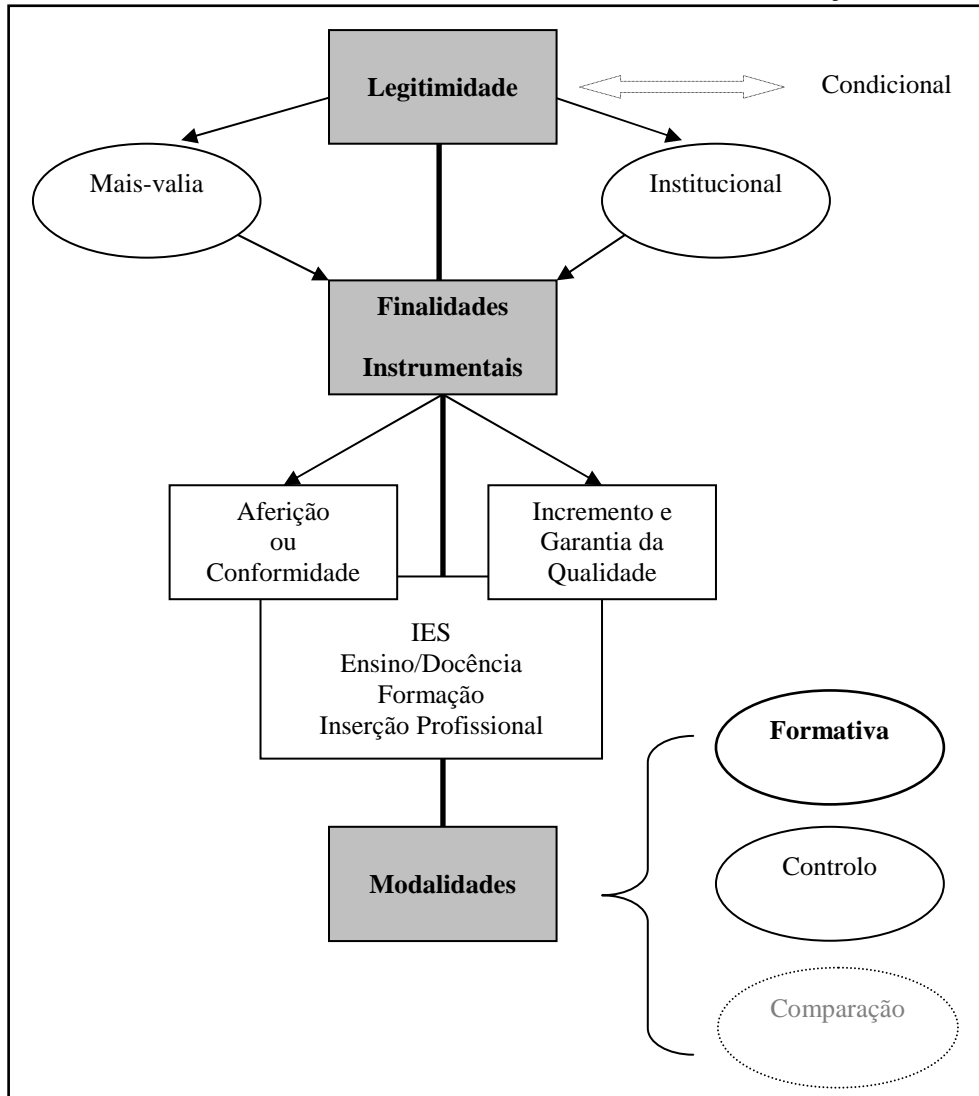 Legitimidade
Condicional
Mais-valia
Institucional
Finalidades
Instrumentais
Aferição
ou
Conformidade
Incremento e
Garantia da
Qualidade
IES
Ensino/Docência
Formação
Inserção Profissional
Formativa
Controlo
Modalidades
Comparação